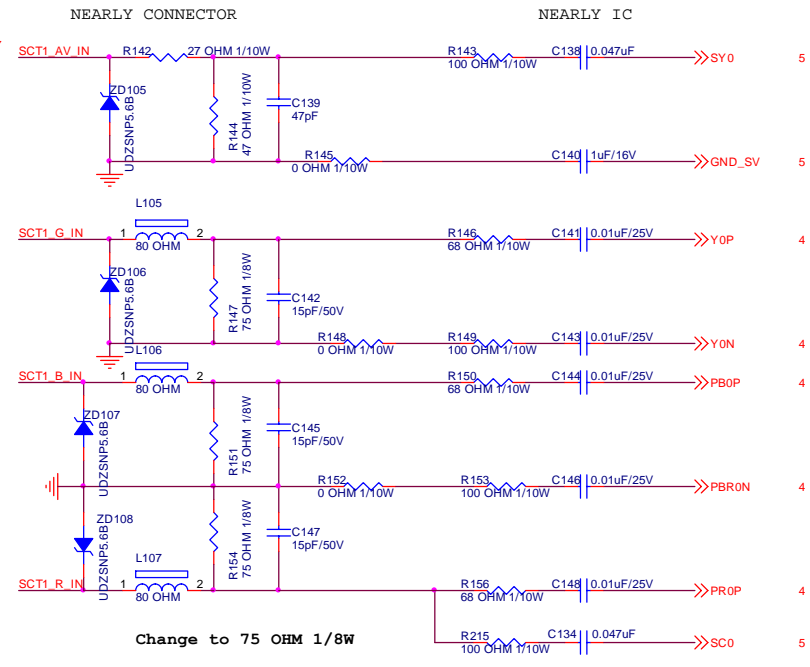 NEARLY CONNECTOR NEARLY IC
SCT1_AV_IN R142 27 OHM 1/10W R143 100 OHM 1/10W C138 0.047uF SY0 5
ZD105 UDZSNP5.6B R144 47 OHM 1/10W C139 47pF
R145 0 OHM 1/10W C140 1uF/16V GND_SV 5
L105
SCT1_G_IN 1 2 80 OHM R146 68 OHM 1/10W C141 0.01uF/25V Y0P 4
ZD106 UDZSNP5.6B R147 75 OHM 1/8W C142 15pF/50V
R148 0 OHM 1/10W R149 100 OHM 1/10W C143 0.01uF/25V Y0N 4
L106
SCT1_B_IN 1 2 80 OHM R150 68 OHM 1/10W C144 0.01uF/25V PB0P 4
ZD107 UDZSNP5.6B R151 75 OHM 1/8W C145 15pF/50V
R152 0 OHM 1/10W R153 100 OHM 1/10W C146 0.01uF/25V PBR0N 4
ZD108 UDZSNP5.6B R154 75 OHM 1/8W C147 15pF/50V
L107
SCT1_R_IN 1 2 80 OHM R156 68 OHM 1/10W C148 0.01uF/25V PR0P 4
Change to 75 OHM 1/8W R215 100 OHM 1/10W C134 0.047uF SC0 5